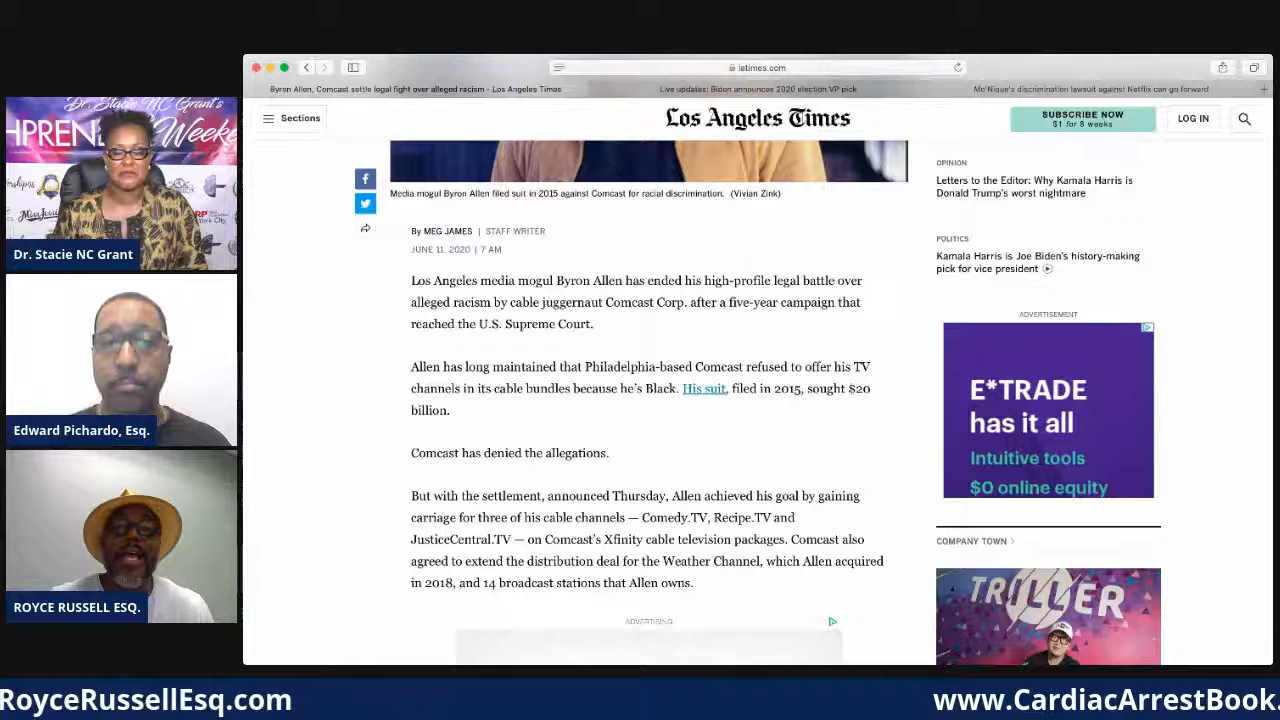 Dr. Stacie NC Grant's
HPREN
Weeke
Dr. Stacie NC Grant
Edward Pichardo, Esq.
ROYCE RUSSELL ESQ.
latimes.com
Byron Allen, Comcast settle legal fight over alleged racism - Los Angeles Times
Live updates: Biden announces 2020 election VP pick
Mo'Nique's discrimination lawsuit against Netflix can go forward
Sections
Los Angeles Times
SUBSCRIBE NOW
$1 for 8 weeks
LOG IN
Media mogul Byron Allen filed suit in 2015 against Comcast for racial discrimination. (Vivian Zink)
By MEG JAMES | STAFF WRITER
JUNE 11, 2020 | 7 AM
Los Angeles media mogul Byron Allen has ended his high-profile legal battle over
alleged racism by cable juggernaut Comcast Corp. after a five-year campaign that
reached the U.S. Supreme Court.
Allen has long maintained that Philadelphia-based Comcast refused to offer his TV
channels in its cable bundles because he's Black. His suit, filed in 2015, sought $20
billion.
Comcast has denied the allegations.
But with the settlement, announced Thursday, Allen achieved his goal by gaining
carriage for three of his cable channels — Comedy.TV, Recipe.TV and
JusticeCentral.TV — on Comcast's Xfinity cable television packages. Comcast also
agreed to extend the distribution deal for the Weather Channel, which Allen acquired
in 2018, and 14 broadcast stations that Allen owns.
ADVERTISING
OPINION
Letters to the Editor: Why Kamala Harris is
Donald Trump's worst nightmare
POLITICS
Kamala Harris is Joe Biden's history-making
pick for vice president
ADVERTISEMENT
E*TRADE
has it all
Intuitive tools
$0 online equity
COMPANY TOWN
TRILLER
RoyceRussellEsq.com
www.CardiacArrestBook.